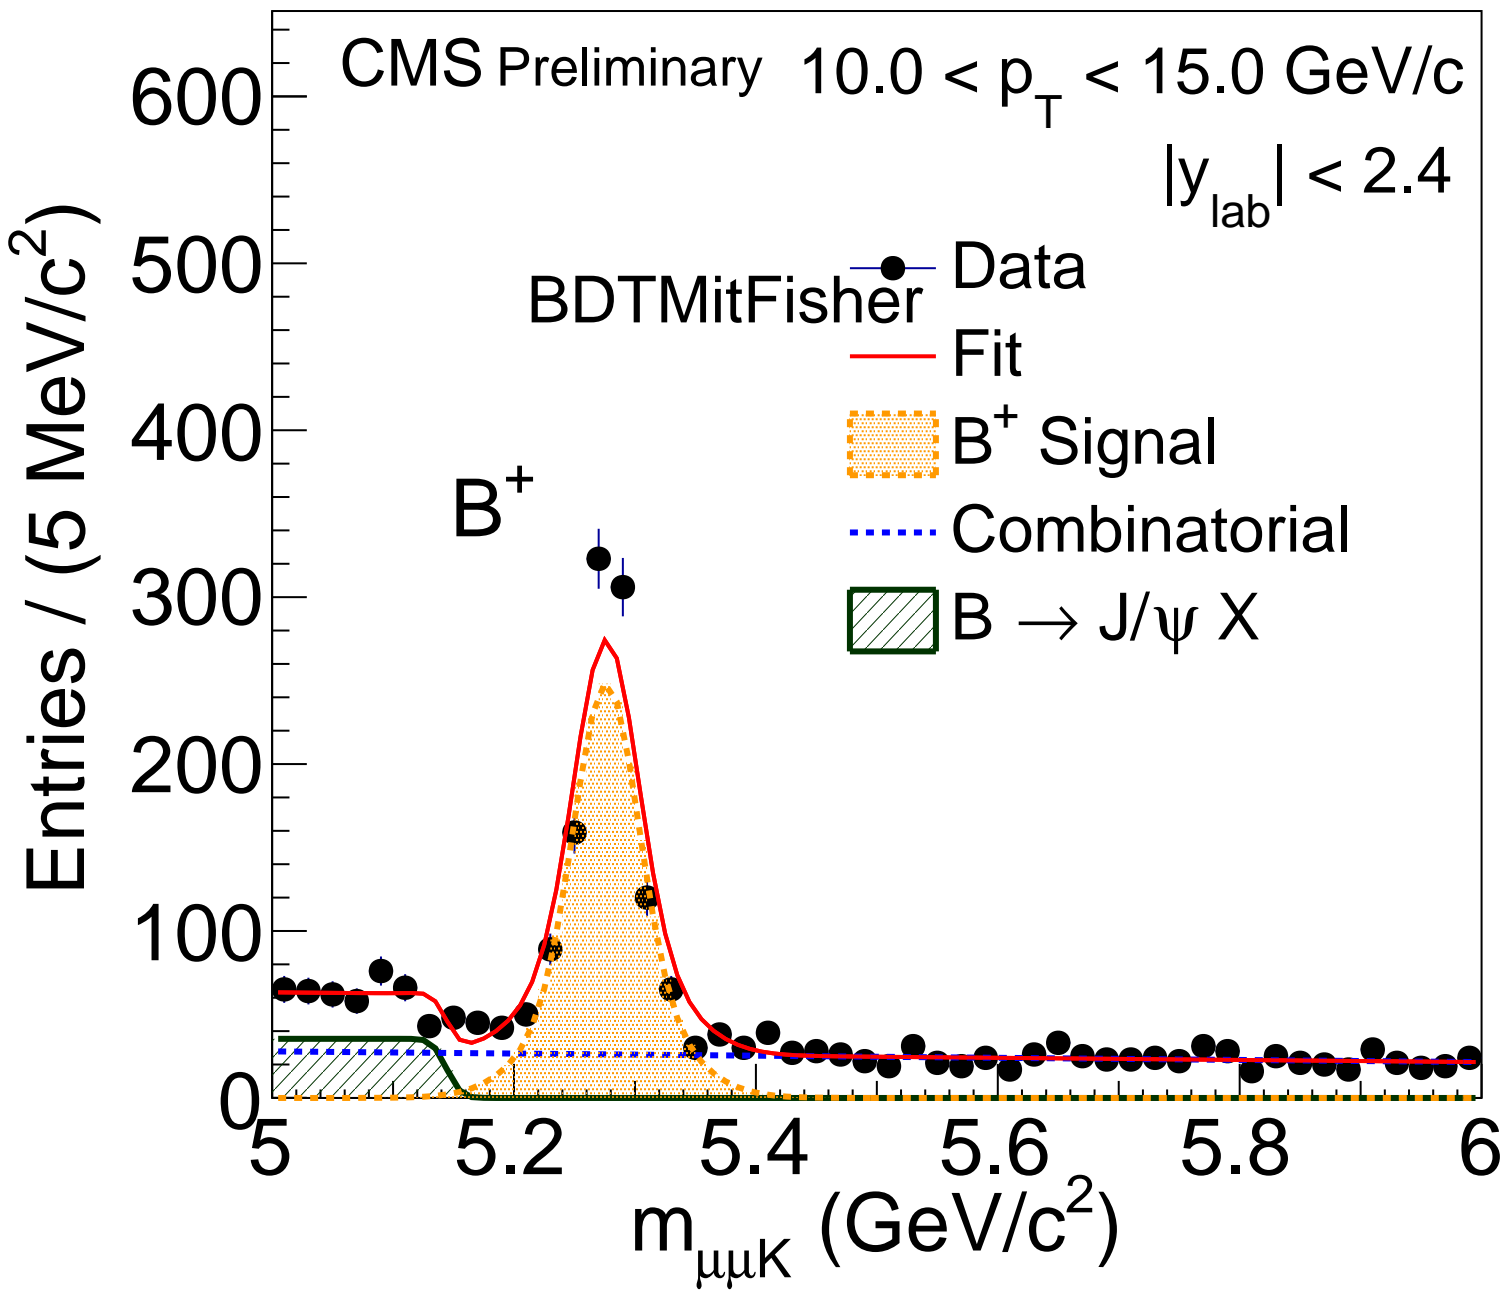 CMS Preliminary 10.0 < p_T < 15.0 GeV/c
|y_lab| < 2.4
BDTMitFisher
Data
Fit
B⁺ Signal
Combinatorial
B → J/ψ X
B⁺
Entries / (5 MeV/c²)
600
500
400
300
200
100
0
5 5.2 5.4 5.6 5.8 6
m_μμK (GeV/c²)